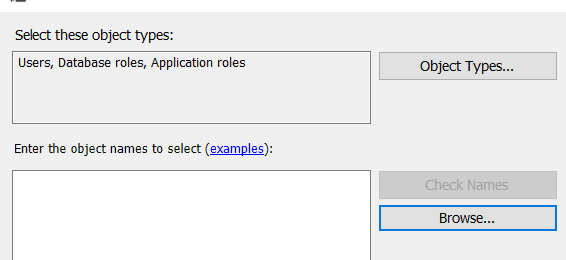 Select these object types:
Users, Database roles, Application roles
Object Types...
Enter the object names to select (examples):
Check Names
Browse...